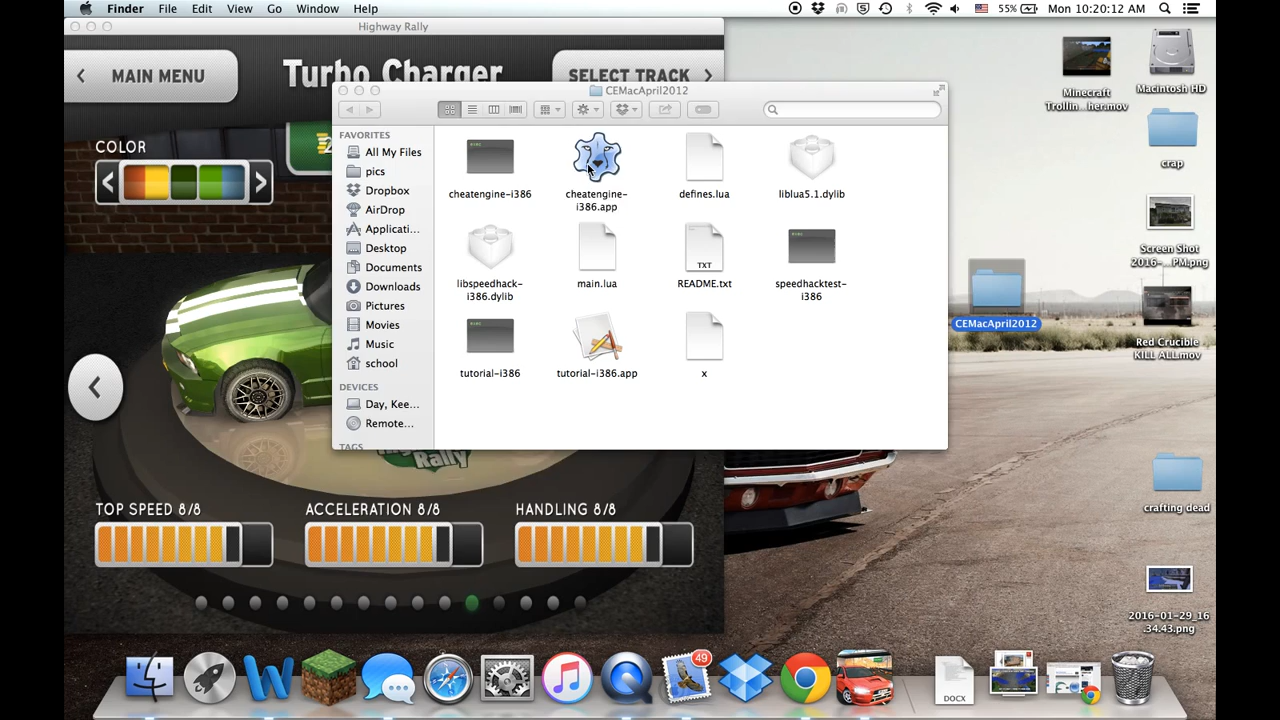 Finder File Edit View Go Window Help
55% Mon 10:20:12 AM
Highway Rally
MAIN MENU
Turbo Charger
SELECT TRACK
COLOR
CEMacApril2012
FAVORITES
All My Files
pics
Dropbox
AirDrop
Applicati...
Desktop
Documents
Downloads
Pictures
Movies
Music
school
DEVICES
Day, Kee...
Remote...
TAGS
cheatengine-i386
cheatengine-
i386.app
defines.lua
liblua5.1.dylib
libspeedhack-
i386.dylib
main.lua
TXT
README.txt
speedhacktest-
i386
tutorial-i386
tutorial-i386.app
x
Rally
TOP SPEED 8/8
ACCELERATION 8/8
HANDLING 8/8
Minecraft
Trollin...her.mov
Macintosh HD
crap
Screen Shot
2016-...PM.png
CEMacApril2012
Red Crucible
KILL ALL.mov
crafting dead
2016-01-29_16
.34.43.png
49
DOCX